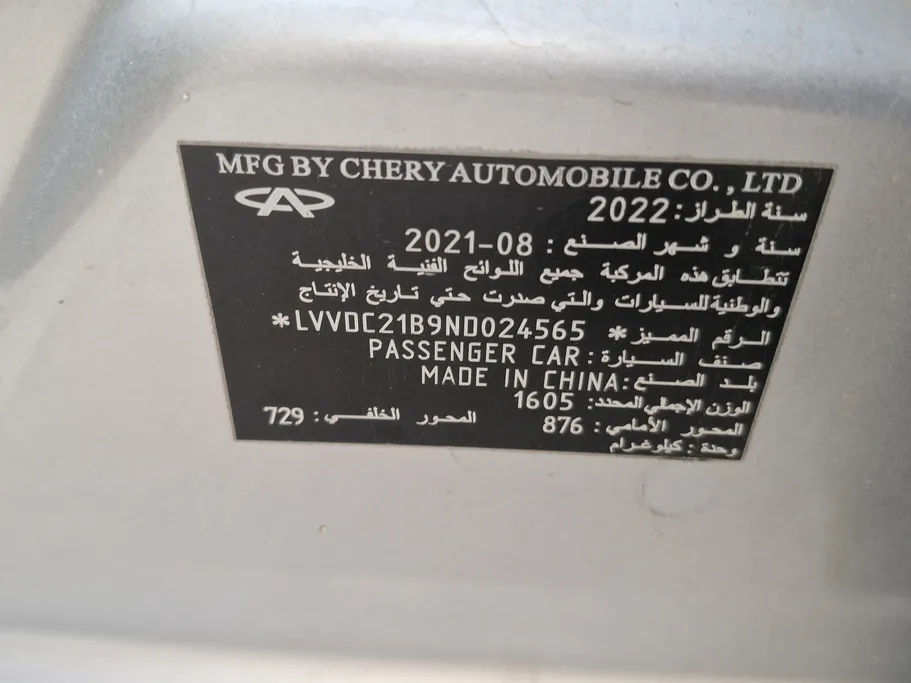 MFG BY CHERY AUTOMOBILE CO., LTD
سنة الطراز: 2022
سنة و شهر الصنع : 2021-08
تتطابق هذه المركبة جميع اللوائح الفنية الخليجية
والوطنية للسيارات والتي صدرت حتي تاريخ الإنتاج
الرقم المميز * LVVDC21B9ND024565*
صنف السيارة : PASSENGER CAR
بلد الصنع : MADE IN CHINA
الوزن الإجمالي المحدد: 1605
المحور الأمامي : 876 المحور الخلفي : 729
وحدة : كيلوغرام